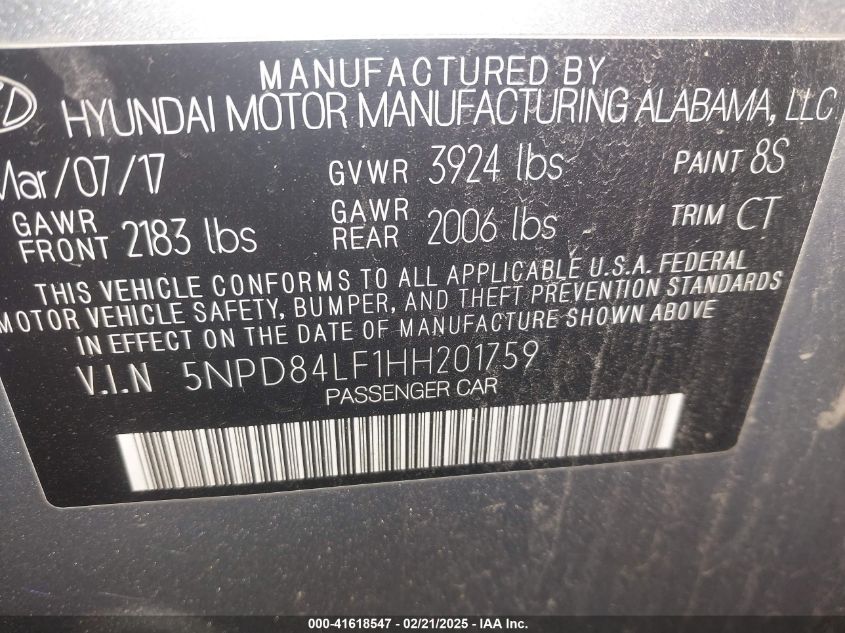 MANUFACTURED BY
HYUNDAI MOTOR MANUFACTURING ALABAMA, LLC
Mar/07/17 GVWR 3924 lbs PAINT 8S
GAWR FRONT 2183 lbs GAWR REAR 2006 lbs TRIM CT
THIS VEHICLE CONFORMS TO ALL APPLICABLE U.S.A. FEDERAL
MOTOR VEHICLE SAFETY, BUMPER, AND THEFT PREVENTION STANDARDS
IN EFFECT ON THE DATE OF MANUFACTURE SHOWN ABOVE
V.I.N 5NPD84LF1HH201759
PASSENGER CAR
000-41618547 - 02/21/2025 - IAA Inc.